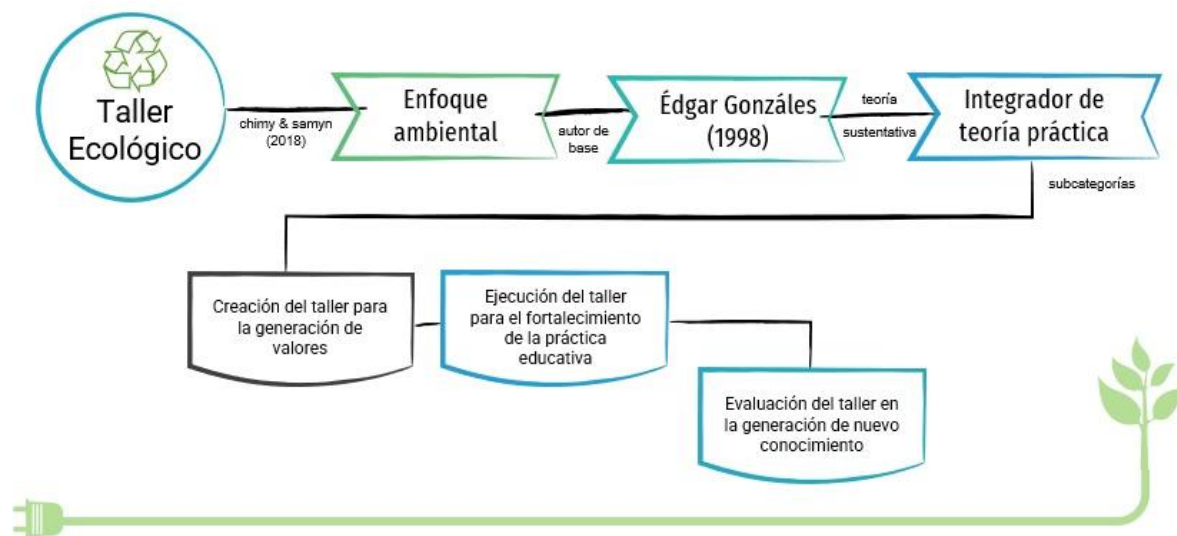 Taller
Ecológico
chimy & samyn
(2018)
Enfoque
ambiental
autor de
base
Édgar Gonzáles
(1998)
teoría
sustentativa
Integrador de
teoría práctica
subcategorías
Creación del taller para
la generación de
valores
Ejecución del taller
para el fortalecimiento
de la práctica
educativa
Evaluación del taller en
la generación de nuevo
conocimiento